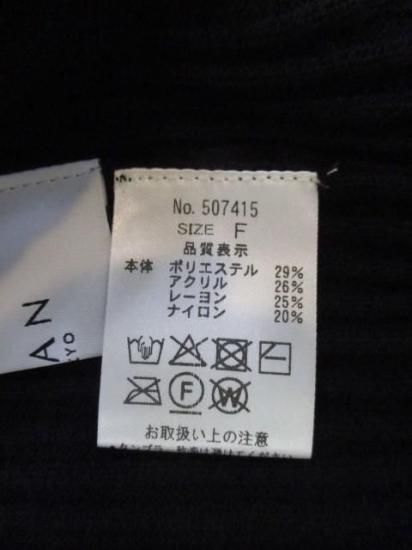 No. 507415
SIZE F
品質表示
本体 ポリエステル 29%
アクリル 26%
レーヨン 25%
ナイロン 20%
F
W
お取扱い上の注意
AN
YO